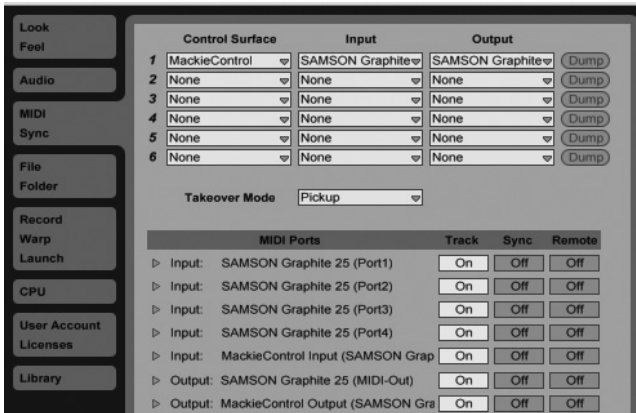 Look
Feel
Audio
MIDI
Sync
File
Folder
Record
Warp
Launch
CPU
User Account
Licenses
Library
Control Surface Input Output
1 MackieControl SAMSON Graphite SAMSON Graphite Dump
2 None None None Dump
3 None None None Dump
4 None None None Dump
5 None None None Dump
6 None None None Dump
Takeover Mode Pickup
MIDI Ports Track Sync Remote
Input: SAMSON Graphite 25 (Port1) On Off Off
Input: SAMSON Graphite 25 (Port2) On Off Off
Input: SAMSON Graphite 25 (Port3) On Off Off
Input: SAMSON Graphite 25 (Port4) On Off Off
Input: MackieControl Input (SAMSON Grap On Off Off
Output: SAMSON Graphite 25 (MIDI-Out) On Off Off
Output: MackieControl Output (SAMSON Gra On Off Off